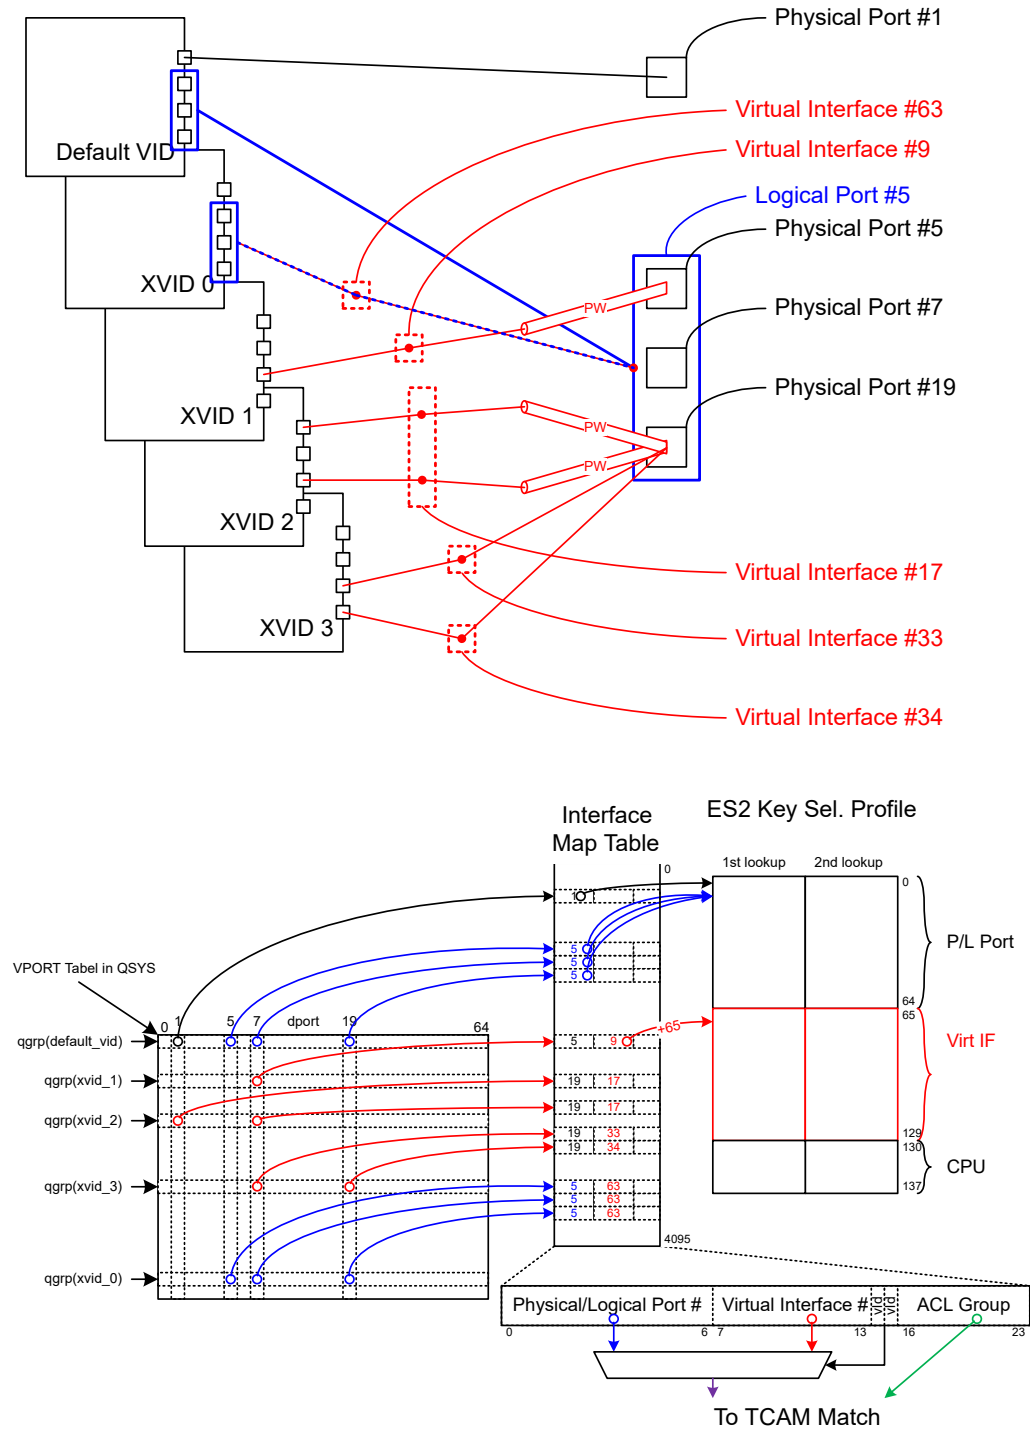 Physical Port #1
Virtual Interface #63
Virtual Interface #9
Default VID
Logical Port #5
Physical Port #5
XVID 0
PW
Physical Port #7
Physical Port #19
XVID 1
PW
PW
XVID 2
Virtual Interface #17
XVID 3
Virtual Interface #33
Virtual Interface #34
Interface
Map Table
ES2 Key Sel. Profile
1st lookup
2nd lookup
0
0
1
5
5
5
P/L Port
VPORT Tabel in QSYS
64
65
0
1
5
7
dport
19
64
+65
qgrp(default_vid)
5
9
Virt IF
qgrp(xvid_1)
19
17
qgrp(xvid_2)
19
17
19
33
129
19
34
130
CPU
qgrp(xvid_3)
5
63
137
5
63
5
63
4095
qgrp(xvid_0)
Physical/Logical Port #
Virtual Interface #
vld
vld
ACL Group
0
6
7
13
16
23
To TCAM Match